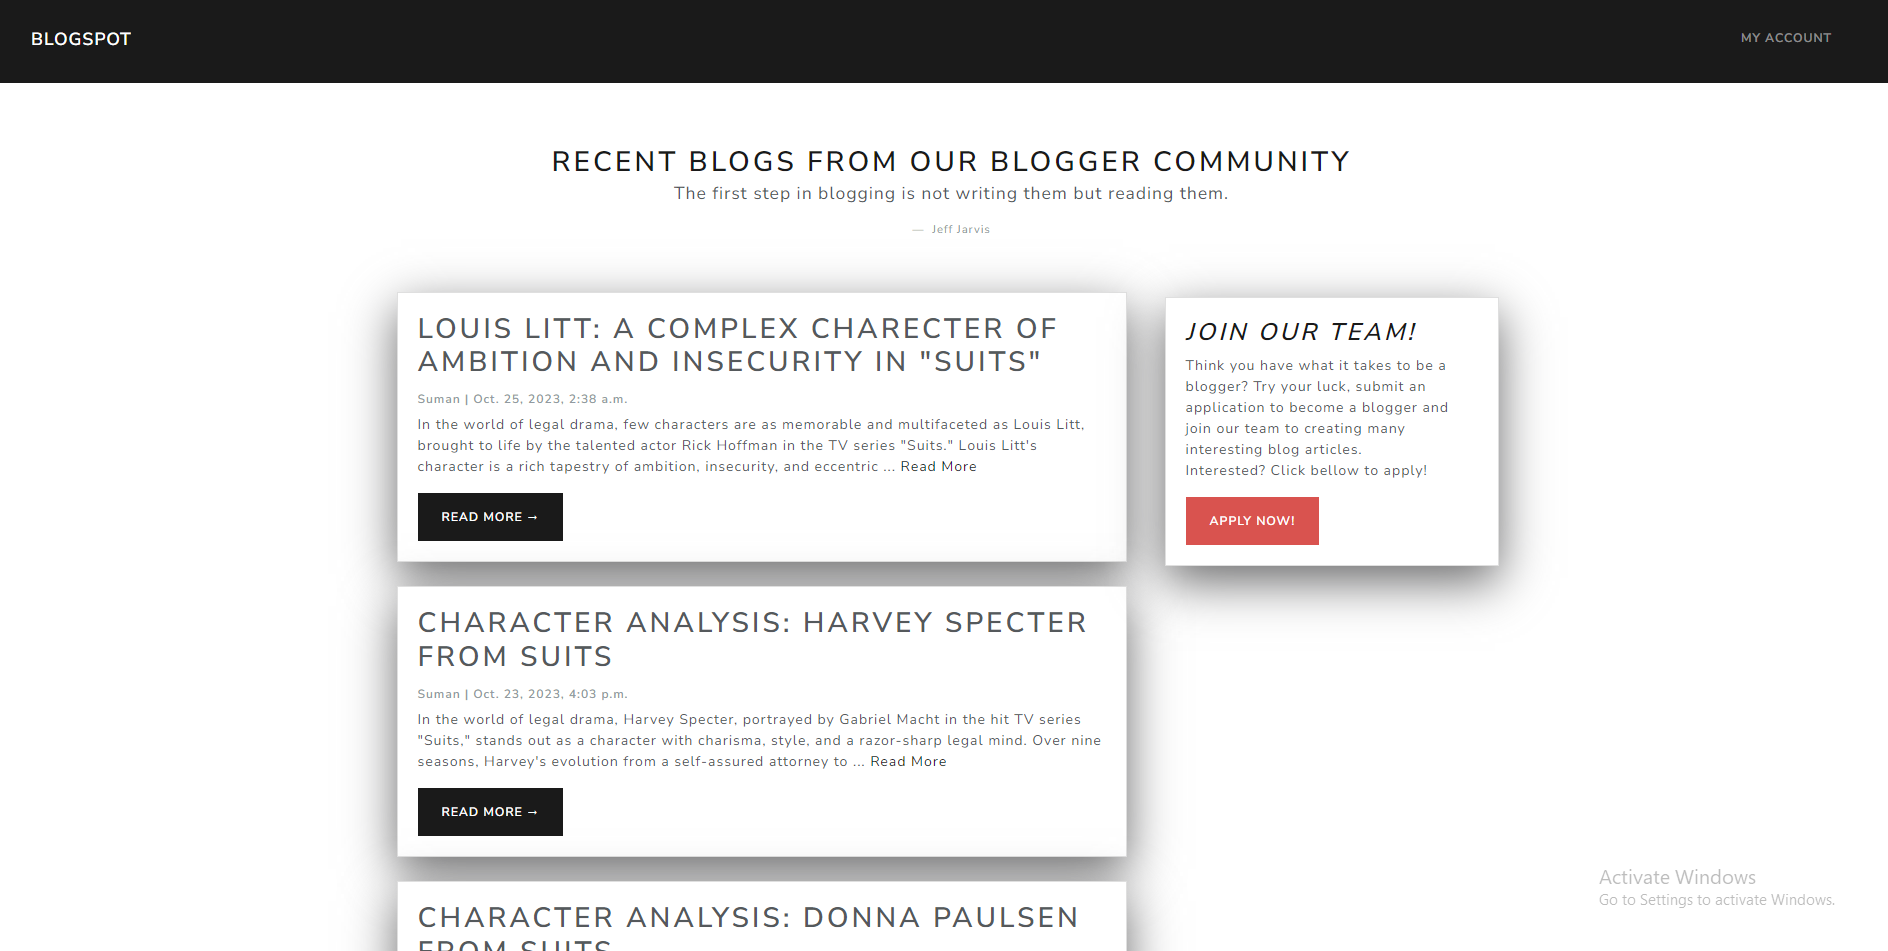 BLOGSPOT
MY ACCOUNT
RECENT BLOGS FROM OUR BLOGGER COMMUNITY
The first step in blogging is not writing them but reading them.
— Jeff Jarvis
LOUIS LITT: A COMPLEX CHARECTER OF
AMBITION AND INSECURITY IN "SUITS"
Suman | Oct. 25, 2023, 2:38 a.m.
In the world of legal drama, few characters are as memorable and multifaceted as Louis Litt,
brought to life by the talented actor Rick Hoffman in the TV series "Suits." Louis Litt's
character is a rich tapestry of ambition, insecurity, and eccentric ... Read More
READ MORE →
JOIN OUR TEAM!
Think you have what it takes to be a
blogger? Try your luck, submit an
application to become a blogger and
join our team to creating many
interesting blog articles.
Interested? Click bellow to apply!
APPLY NOW!
CHARACTER ANALYSIS: HARVEY SPECTER
FROM SUITS
Suman | Oct. 23, 2023, 4:03 p.m.
In the world of legal drama, Harvey Specter, portrayed by Gabriel Macht in the hit TV series
"Suits," stands out as a character with charisma, style, and a razor-sharp legal mind. Over nine
seasons, Harvey's evolution from a self-assured attorney to ... Read More
READ MORE →
CHARACTER ANALYSIS: DONNA PAULSEN
FROM SUITS
Activate Windows
Go to Settings to activate Windows.